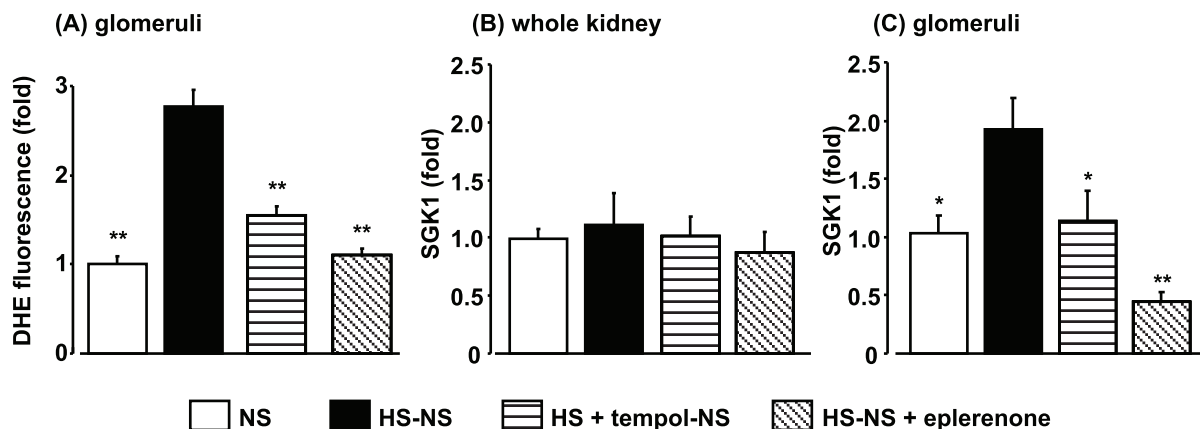 (A) glomeruli
DHE fluorescence (fold)
3
2
1
0
**
**
**
(B) whole kidney
SGK1 (fold)
2.5
2.0
1.5
1.0
0.5
0
(C) glomeruli
SGK1 (fold)
2.5
2.0
1.5
1.0
0.5
0
*
*
**
NS
HS-NS
HS + tempol-NS
HS-NS + eplerenone